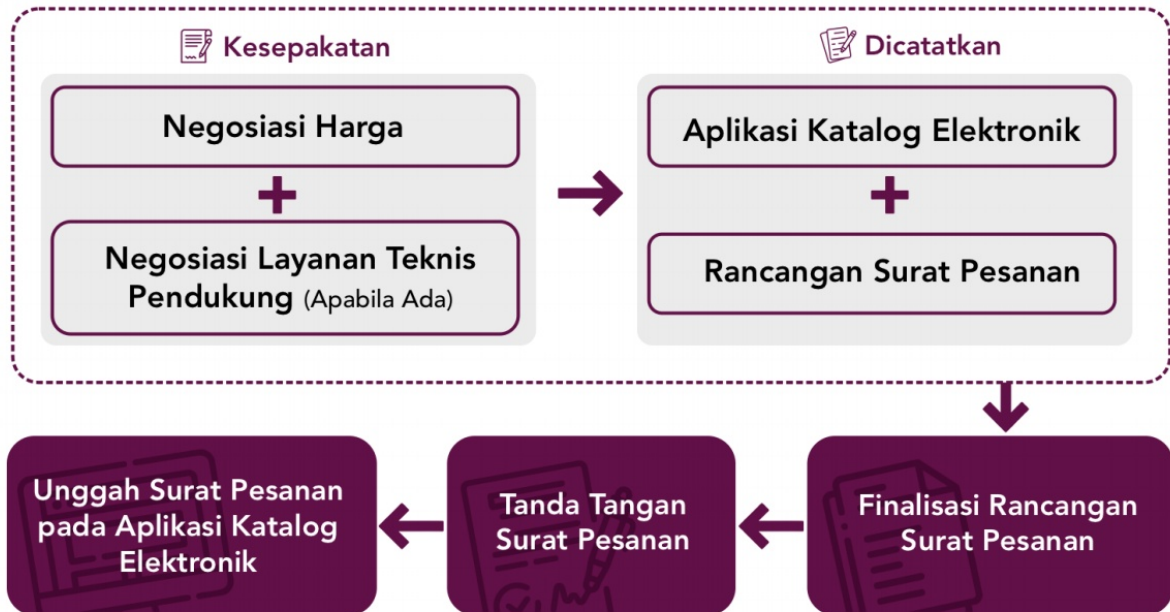 Kesepakatan
Negosiasi Harga
Negosiasi Layanan Teknis
Pendukung (Apabila Ada)
Dicatatkan
Aplikasi Katalog Elektronik
Rancangan Surat Pesanan
Finalisasi Rancangan
Surat Pesanan
Tanda Tangan
Surat Pesanan
Unggah Surat Pesanan
pada Aplikasi Katalog
Elektronik